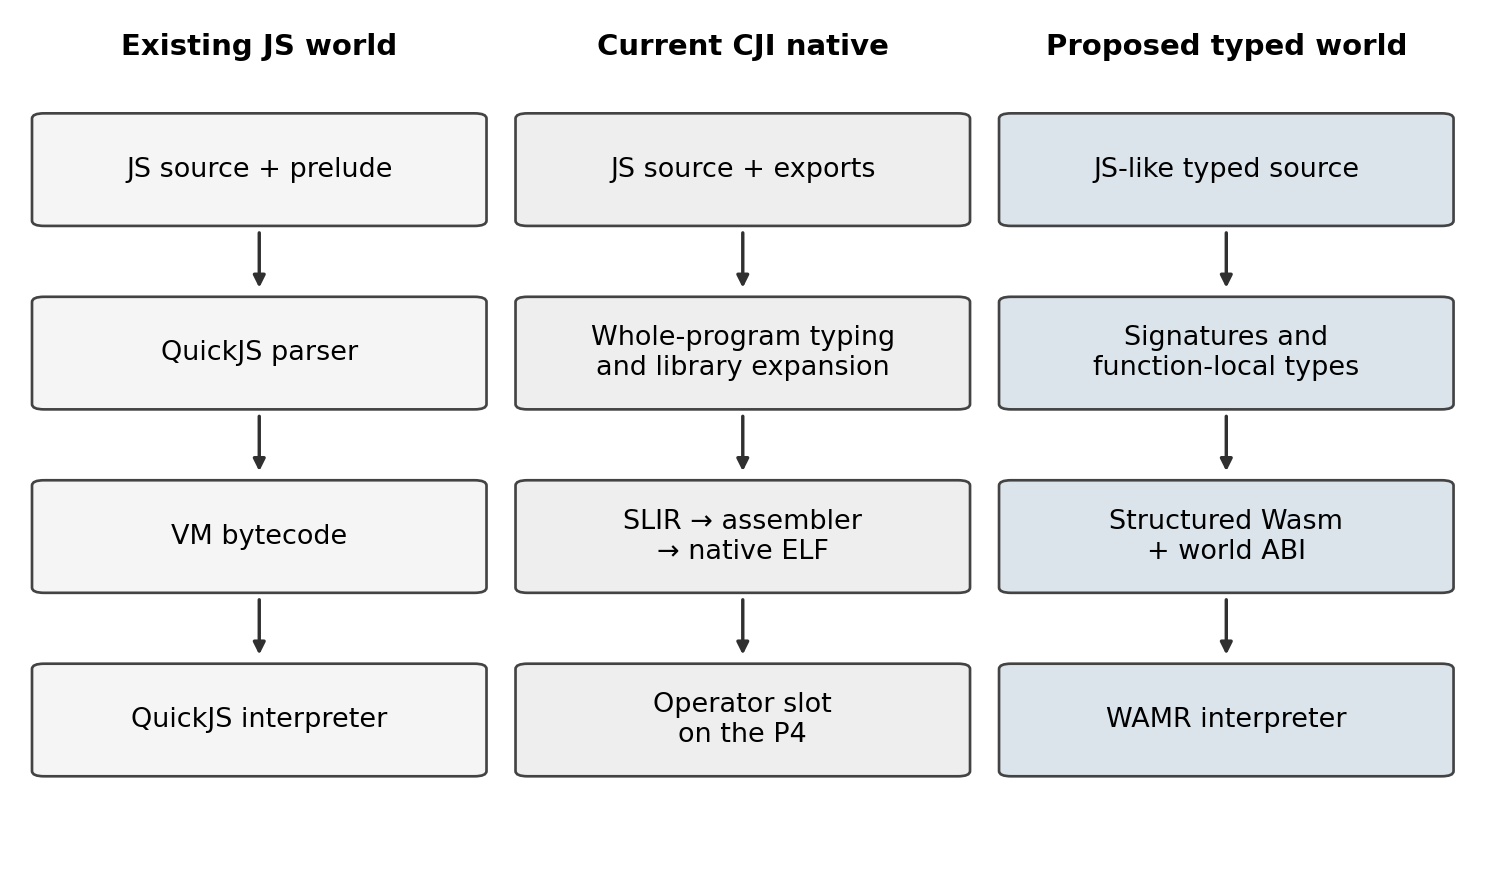 Existing JS world
Current CJI native
Proposed typed world
JS source + prelude
JS source + exports
JS-like typed source
QuickJS parser
Whole-program typing
and library expansion
Signatures and
function-local types
VM bytecode
SLIR → assembler
→ native ELF
Structured Wasm
+ world ABI
QuickJS interpreter
Operator slot
on the P4
WAMR interpreter